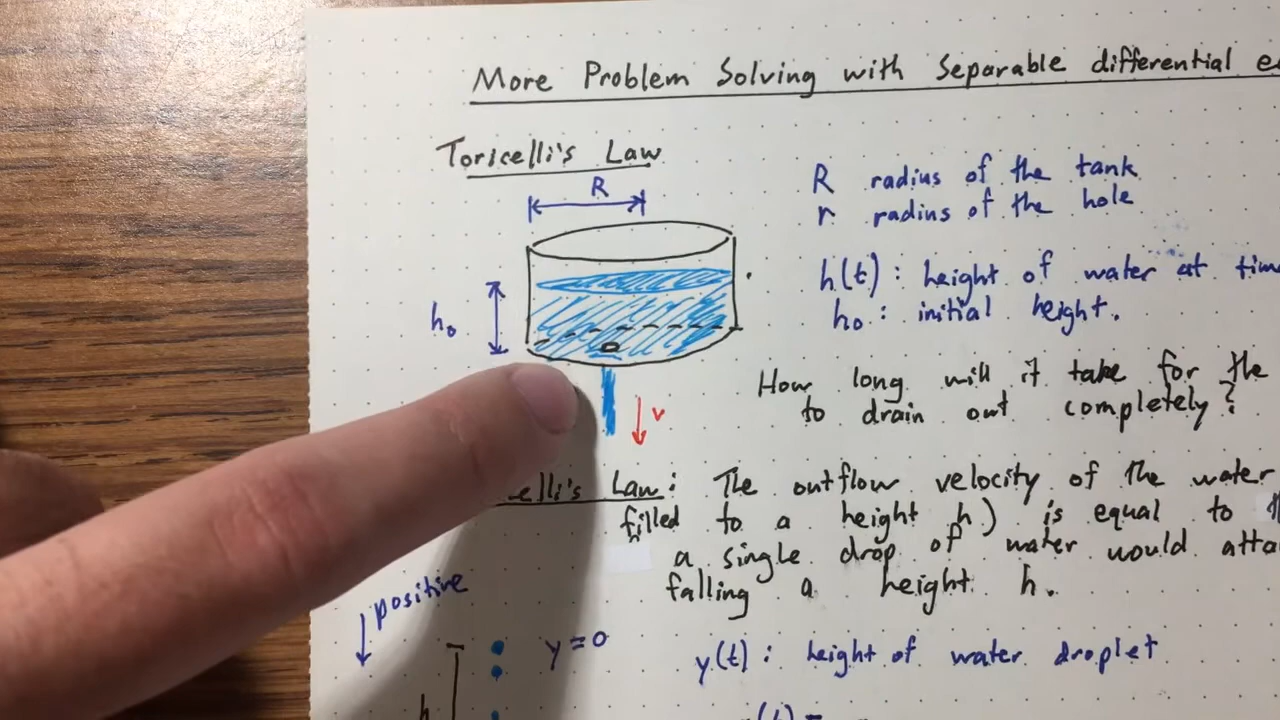 More Problem Solving with Separable differential
Toricelli's Law
R
R radius of the tank
r radius of the hole
h(t) : height of water at
h₀ : initial height.
h₀
How long will it take for the
to drain out completely?
v
Law : The outflow velocity of the water
filled to a height h) is equal to
a single drop of water would
falling a height h.
positive
y=0
y(t) : height of water droplet
h